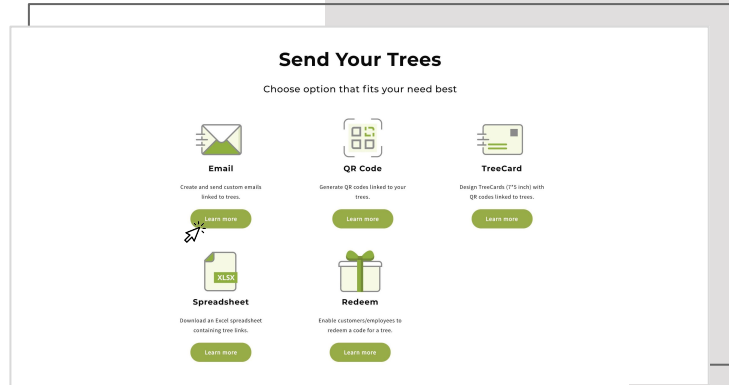 Send Your Trees
Choose option that fits your need best
Email
QR Code
TreeCard
Create and send custom emails
linked to trees.
Generate QR codes linked to your
trees.
Design TreeCards (7"5 inch) with
QR codes linked to trees.
Learn more
Learn more
Learn more
XLSX
Spreadsheet
Redeem
Download an Excel spreadsheet
containing tree links.
Enable customers/employees to
redeem a code for a tree.
Learn more
Learn more